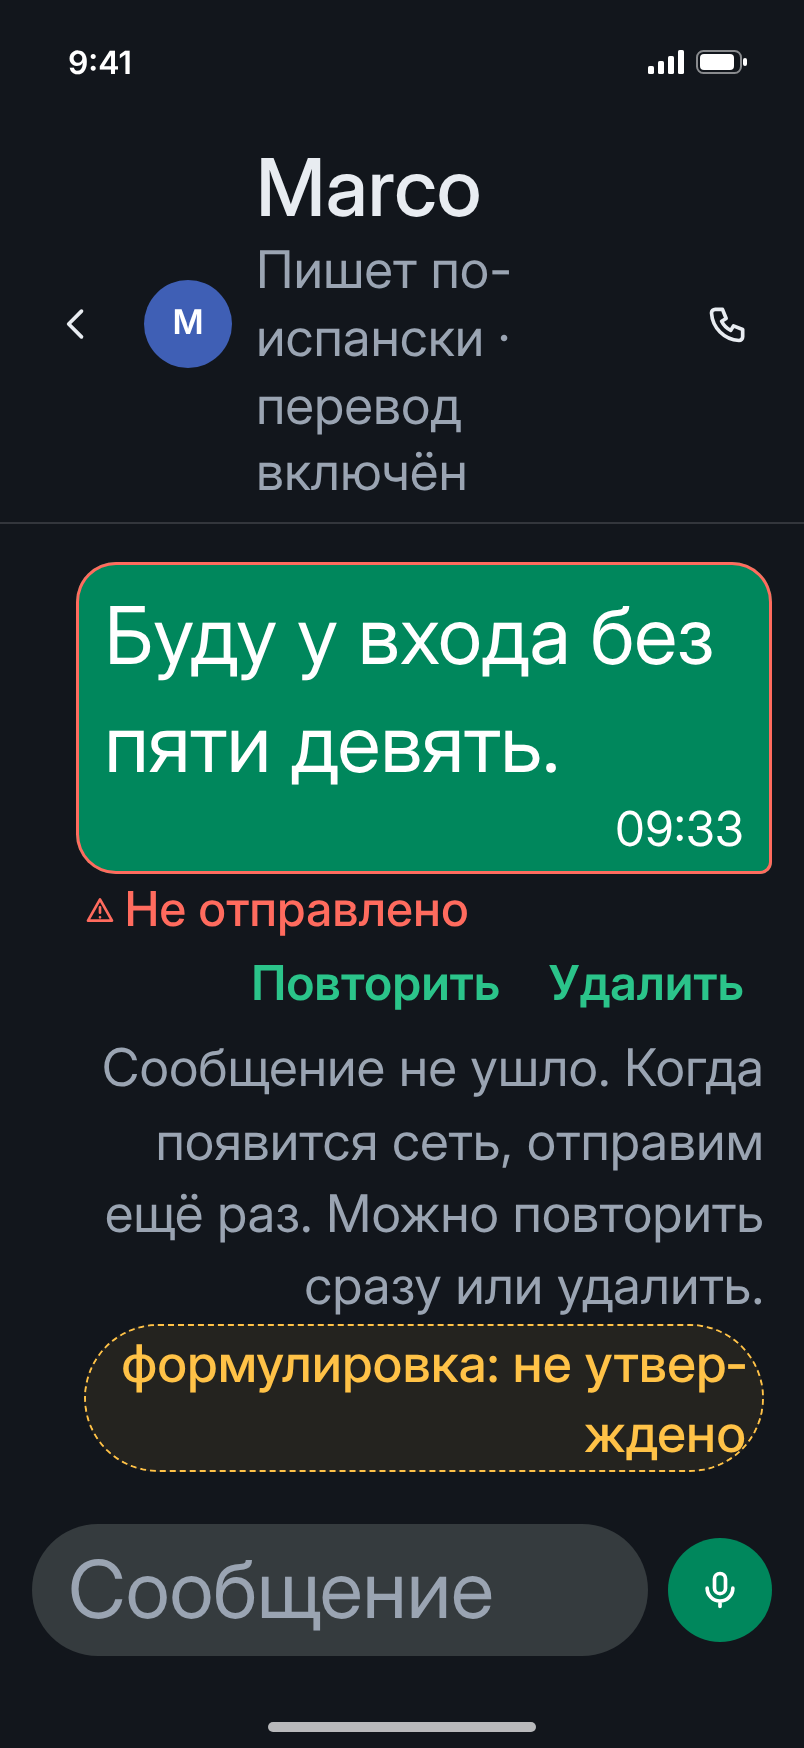 9:41
Marco
Пишет по-
испански ·
перевод
включён
M
Буду у входа без
пяти девять.
09:33
Не отправлено
Повторить Удалить
Сообщение не ушло. Когда
появится сеть, отправим
ещё раз. Можно повторить
сразу или удалить.
формулировка: не утвер-
ждено
Сообщение